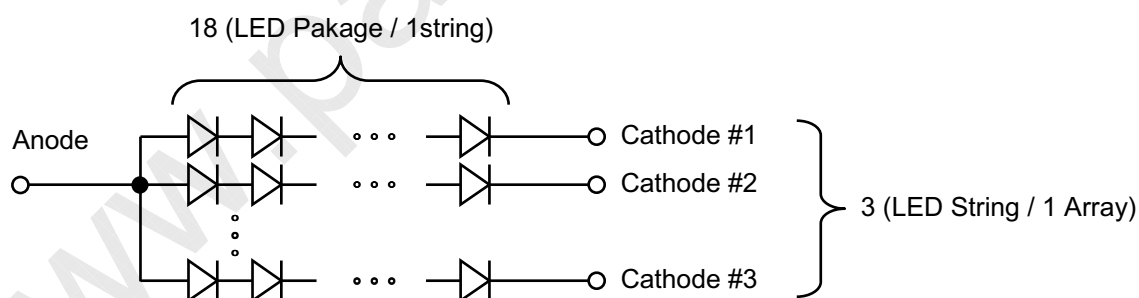 18 (LED Pakage / 1string)
Anode
Cathode #1
Cathode #2
3 (LED String / 1 Array)
Cathode #3